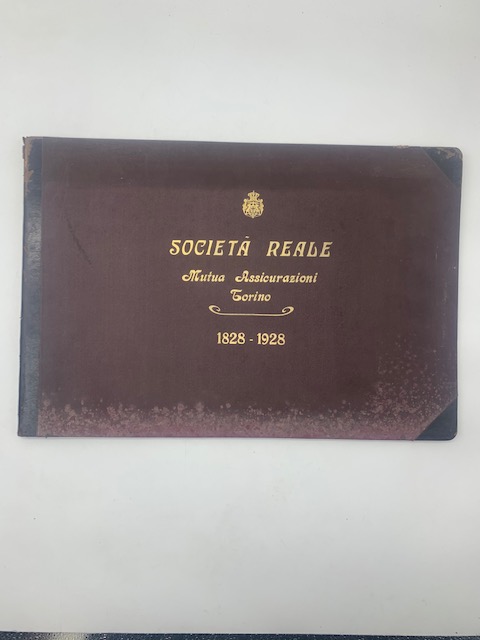 SOCIETÀ REALE
Mutua Assicurazioni
Torino
1828 - 1928